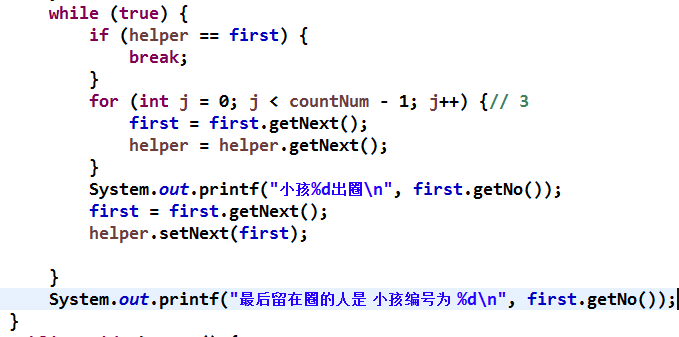 while (true) {
if (helper == first) {
break;
}
for (int j = 0; j < countNum - 1; j++) {// 3
first = first.getNext();
helper = helper.getNext();
}
System.out.printf("小孩%d出圈\n", first.getNo());
first = first.getNext();
helper.setNext(first);
}
System.out.printf("最后留在圈的人是 小孩编号为 %d\n", first.getNo());
}